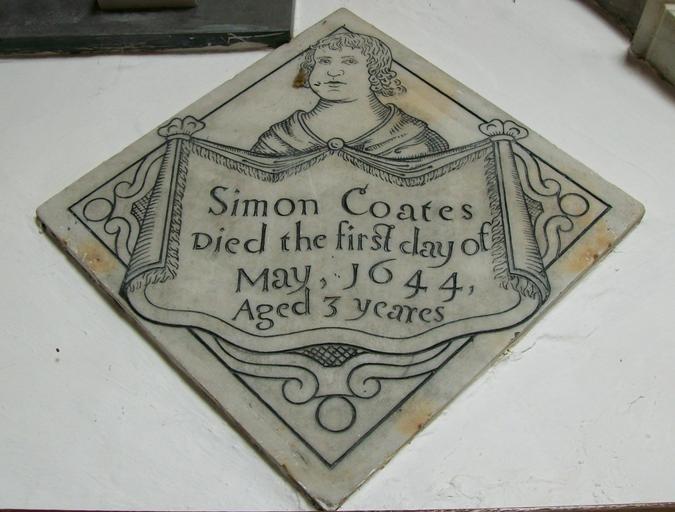 Simon Coates
Died the first day of
May, 1644,
Aged 3 yeares